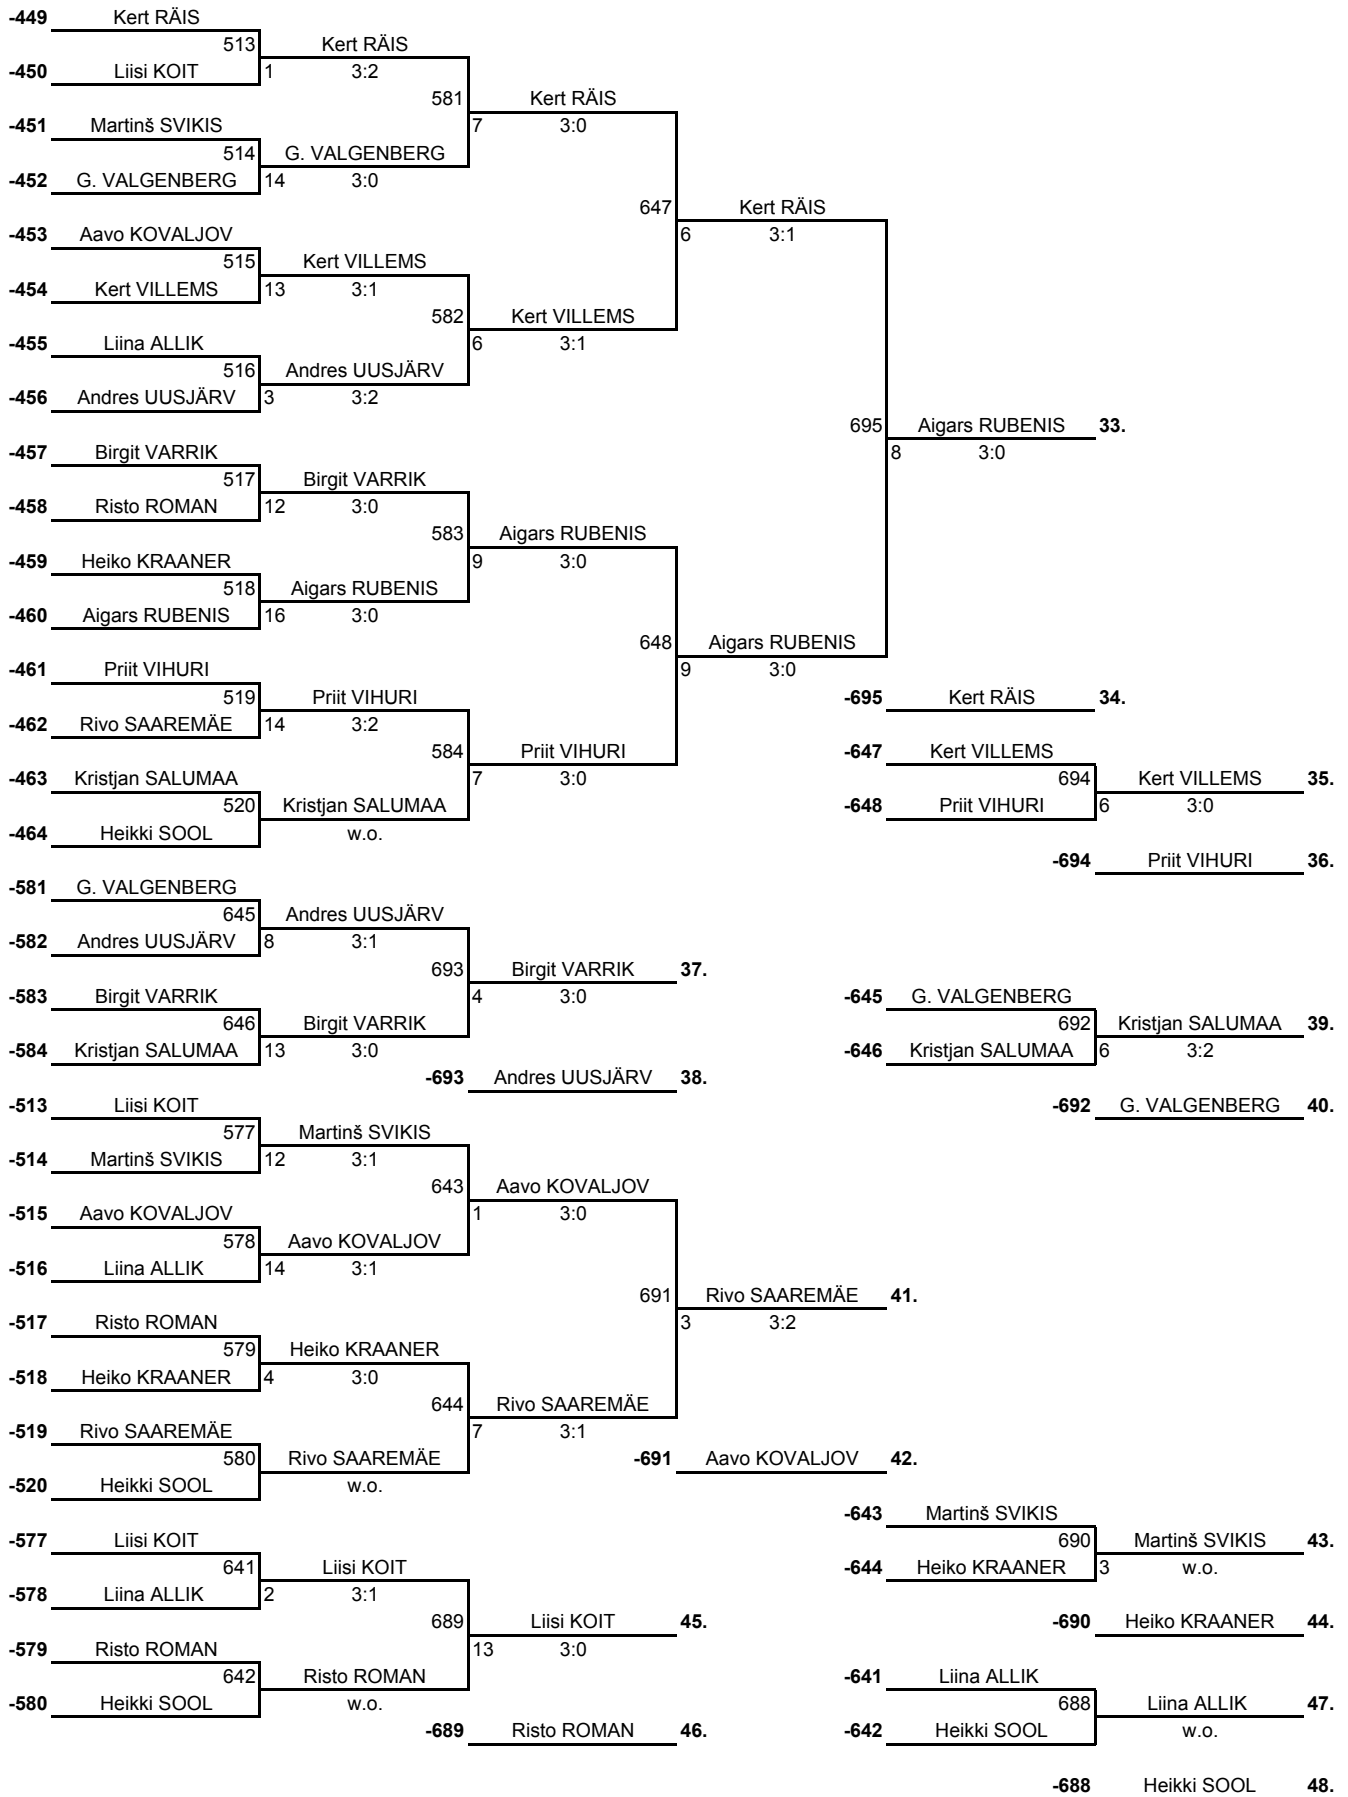 -449 Kert RÄIS
513 Kert RÄIS
-450 Liisi KOIT 1 3:2
581 Kert RÄIS
-451 Martinš SVIKIS 7 3:0
514 G. VALGENBERG
-452 G. VALGENBERG 14 3:0
647 Kert RÄIS
-453 Aavo KOVALJOV 6 3:1
515 Kert VILLEMS
-454 Kert VILLEMS 13 3:1
582 Kert VILLEMS
-455 Liina ALLIK 6 3:1
516 Andres UUSJÄRV
-456 Andres UUSJÄRV 3 3:2
695 Aigars RUBENIS 33.
-457 Birgit VARRIK 8 3:0
517 Birgit VARRIK
-458 Risto ROMAN 12 3:0
583 Aigars RUBENIS
-459 Heiko KRAANER 9 3:0
518 Aigars RUBENIS
-460 Aigars RUBENIS 16 3:0
648 Aigars RUBENIS
-461 Priit VIHURI 9 3:0
519 Priit VIHURI -695 Kert RÄIS 34.
-462 Rivo SAAREMÄE 14 3:2
584 Priit VIHURI -647 Kert VILLEMS
-463 Kristjan SALUMAA 7 3:0 694 Kert VILLEMS 35.
520 Kristjan SALUMAA -648 Priit VIHURI 6 3:0
-464 Heikki SOOL w.o.
-694 Priit VIHURI 36.
-581 G. VALGENBERG
645 Andres UUSJÄRV
-582 Andres UUSJÄRV 8 3:1
693 Birgit VARRIK 37.
-583 Birgit VARRIK 4 3:0 -645 G. VALGENBERG
646 Birgit VARRIK 692 Kristjan SALUMAA 39.
-584 Kristjan SALUMAA 13 3:0 -646 Kristjan SALUMAA 6 3:2
-693 Andres UUSJÄRV 38.
-513 Liisi KOIT -692 G. VALGENBERG 40.
577 Martinš SVIKIS
-514 Martinš SVIKIS 12 3:1
643 Aavo KOVALJOV
-515 Aavo KOVALJOV 1 3:0
578 Aavo KOVALJOV
-516 Liina ALLIK 14 3:1
691 Rivo SAAREMÄE 41.
-517 Risto ROMAN 3 3:2
579 Heiko KRAANER
-518 Heiko KRAANER 4 3:0
644 Rivo SAAREMÄE
-519 Rivo SAAREMÄE 7 3:1
580 Rivo SAAREMÄE -691 Aavo KOVALJOV 42.
-520 Heikki SOOL w.o.
-643 Martinš SVIKIS
-577 Liisi KOIT 690 Martinš SVIKIS 43.
641 Liisi KOIT -644 Heiko KRAANER 3 w.o.
-578 Liina ALLIK 2 3:1
689 Liisi KOIT 45. -690 Heiko KRAANER 44.
-579 Risto ROMAN 13 3:0
642 Risto ROMAN -641 Liina ALLIK
-580 Heikki SOOL w.o. 688 Liina ALLIK 47.
-689 Risto ROMAN 46. -642 Heikki SOOL w.o.
-688 Heikki SOOL 48.